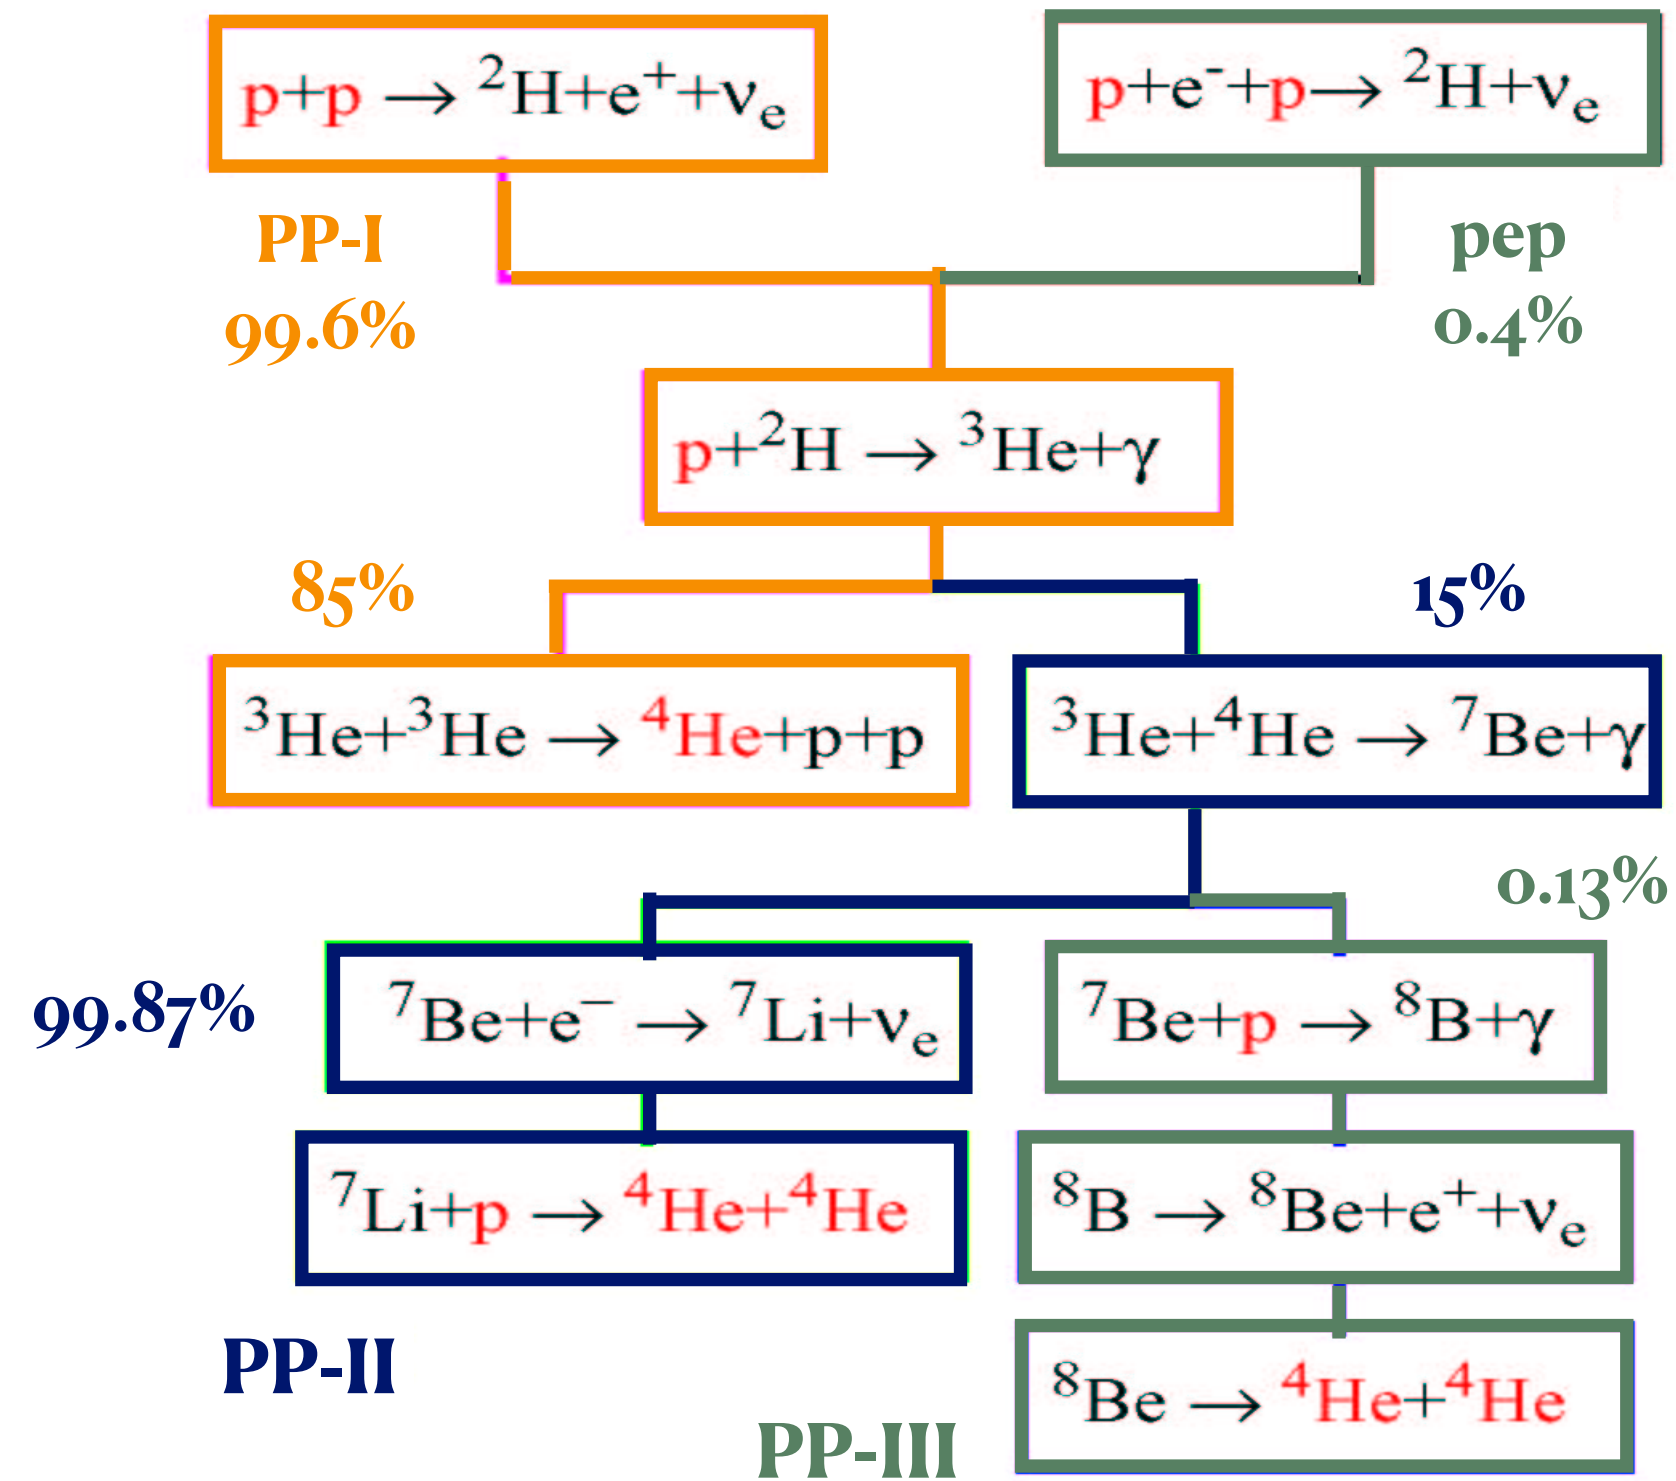 p+p → ²H+e⁺+νₑ
p+e⁻+p→ ²H+νₑ
PP-I
99.6%
pep
0.4%
p+²H → ³He+γ
85%
15%
³He+³He → ⁴He+p+p
³He+⁴He → ⁷Be+γ
0.13%
99.87%
⁷Be+e⁻ → ⁷Li+νₑ
⁷Be+p → ⁸B+γ
⁷Li+p → ⁴He+⁴He
⁸B → ⁸Be+e⁺+νₑ
PP-II
⁸Be → ⁴He+⁴He
PP-III